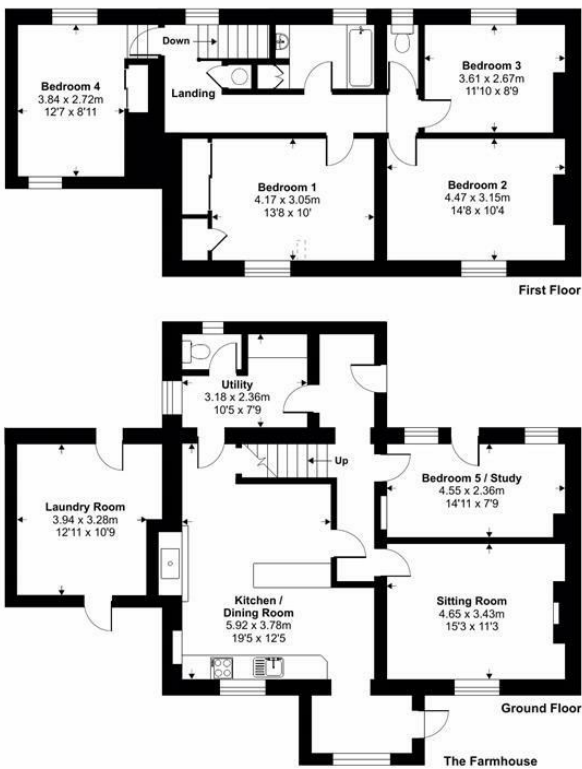 Bedroom 4
3.84 x 2.72m
12'7 x 8'11
Down
Landing
Bedroom 3
3.61 x 2.67m
11'10 x 8'9
Bedroom 1
4.17 x 3.05m
13'8 x 10'
Bedroom 2
4.47 x 3.15m
14'8 x 10'4
First Floor
Utility
3.18 x 2.36m
10'5 x 7'9
Up
Laundry Room
3.94 x 3.28m
12'11 x 10'9
Bedroom 5 / Study
4.55 x 2.36m
14'11 x 7'9
Kitchen /
Dining Room
5.92 x 3.78m
19'5 x 12'5
Sitting Room
4.65 x 3.43m
15'3 x 11'3
Ground Floor
The Farmhouse